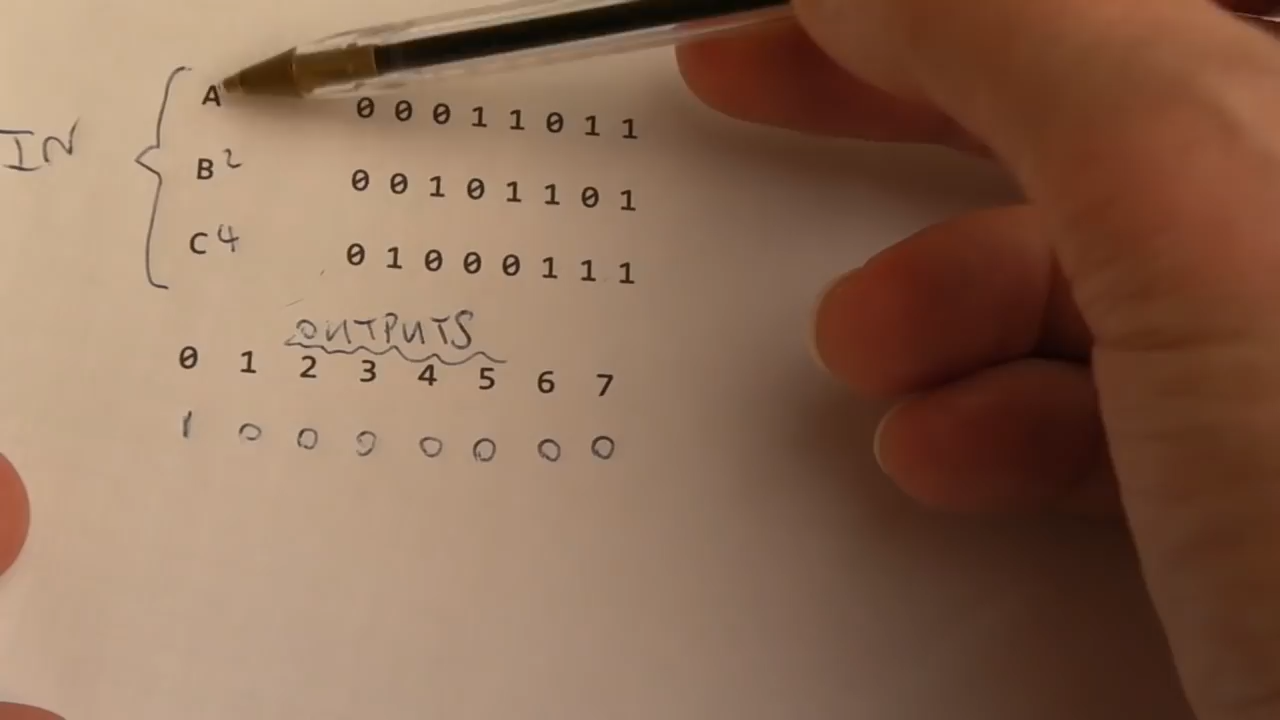 IN
A 0 0 0 1 1 0 1 1
B 2 0 0 1 0 1 1 0 1
C 4 0 1 0 0 0 1 1 1
OUTPUTS
0 1 2 3 4 5 6 7
1 0 0 0 0 0 0 0